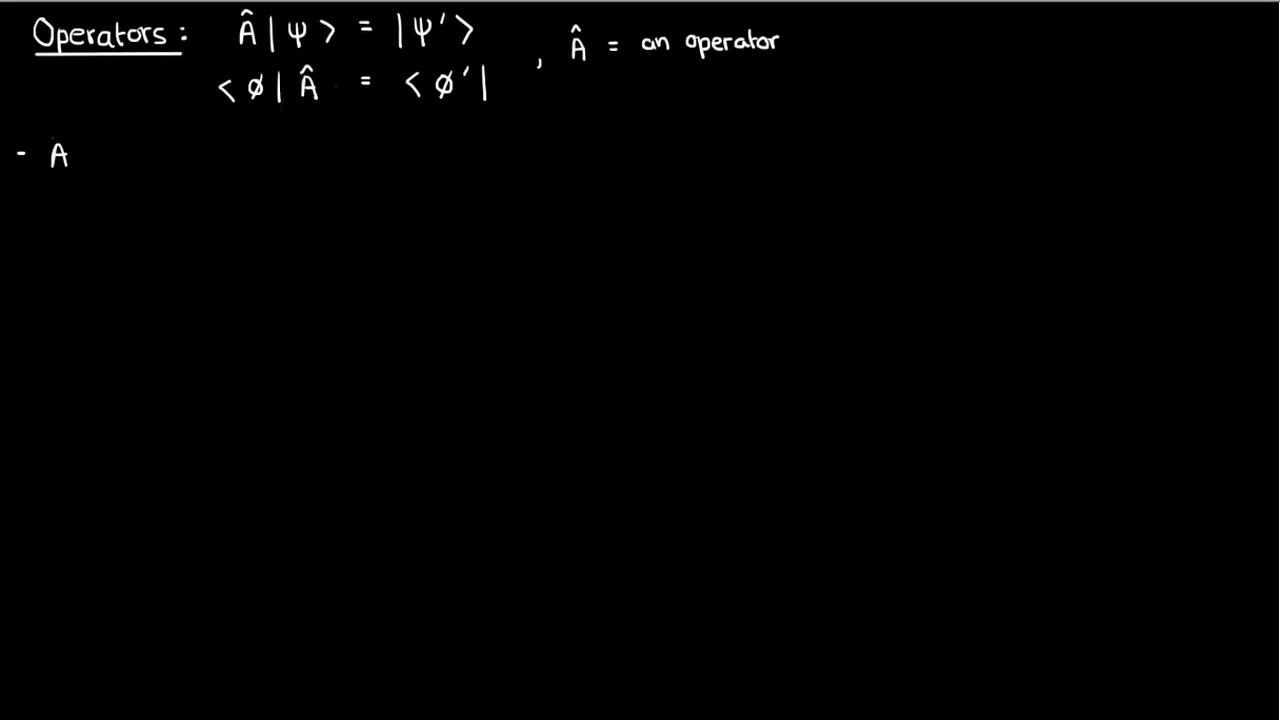 Operators: Â|ψ> = |ψ'>
<ø|Â = <ø'| , Â = an operator
- A